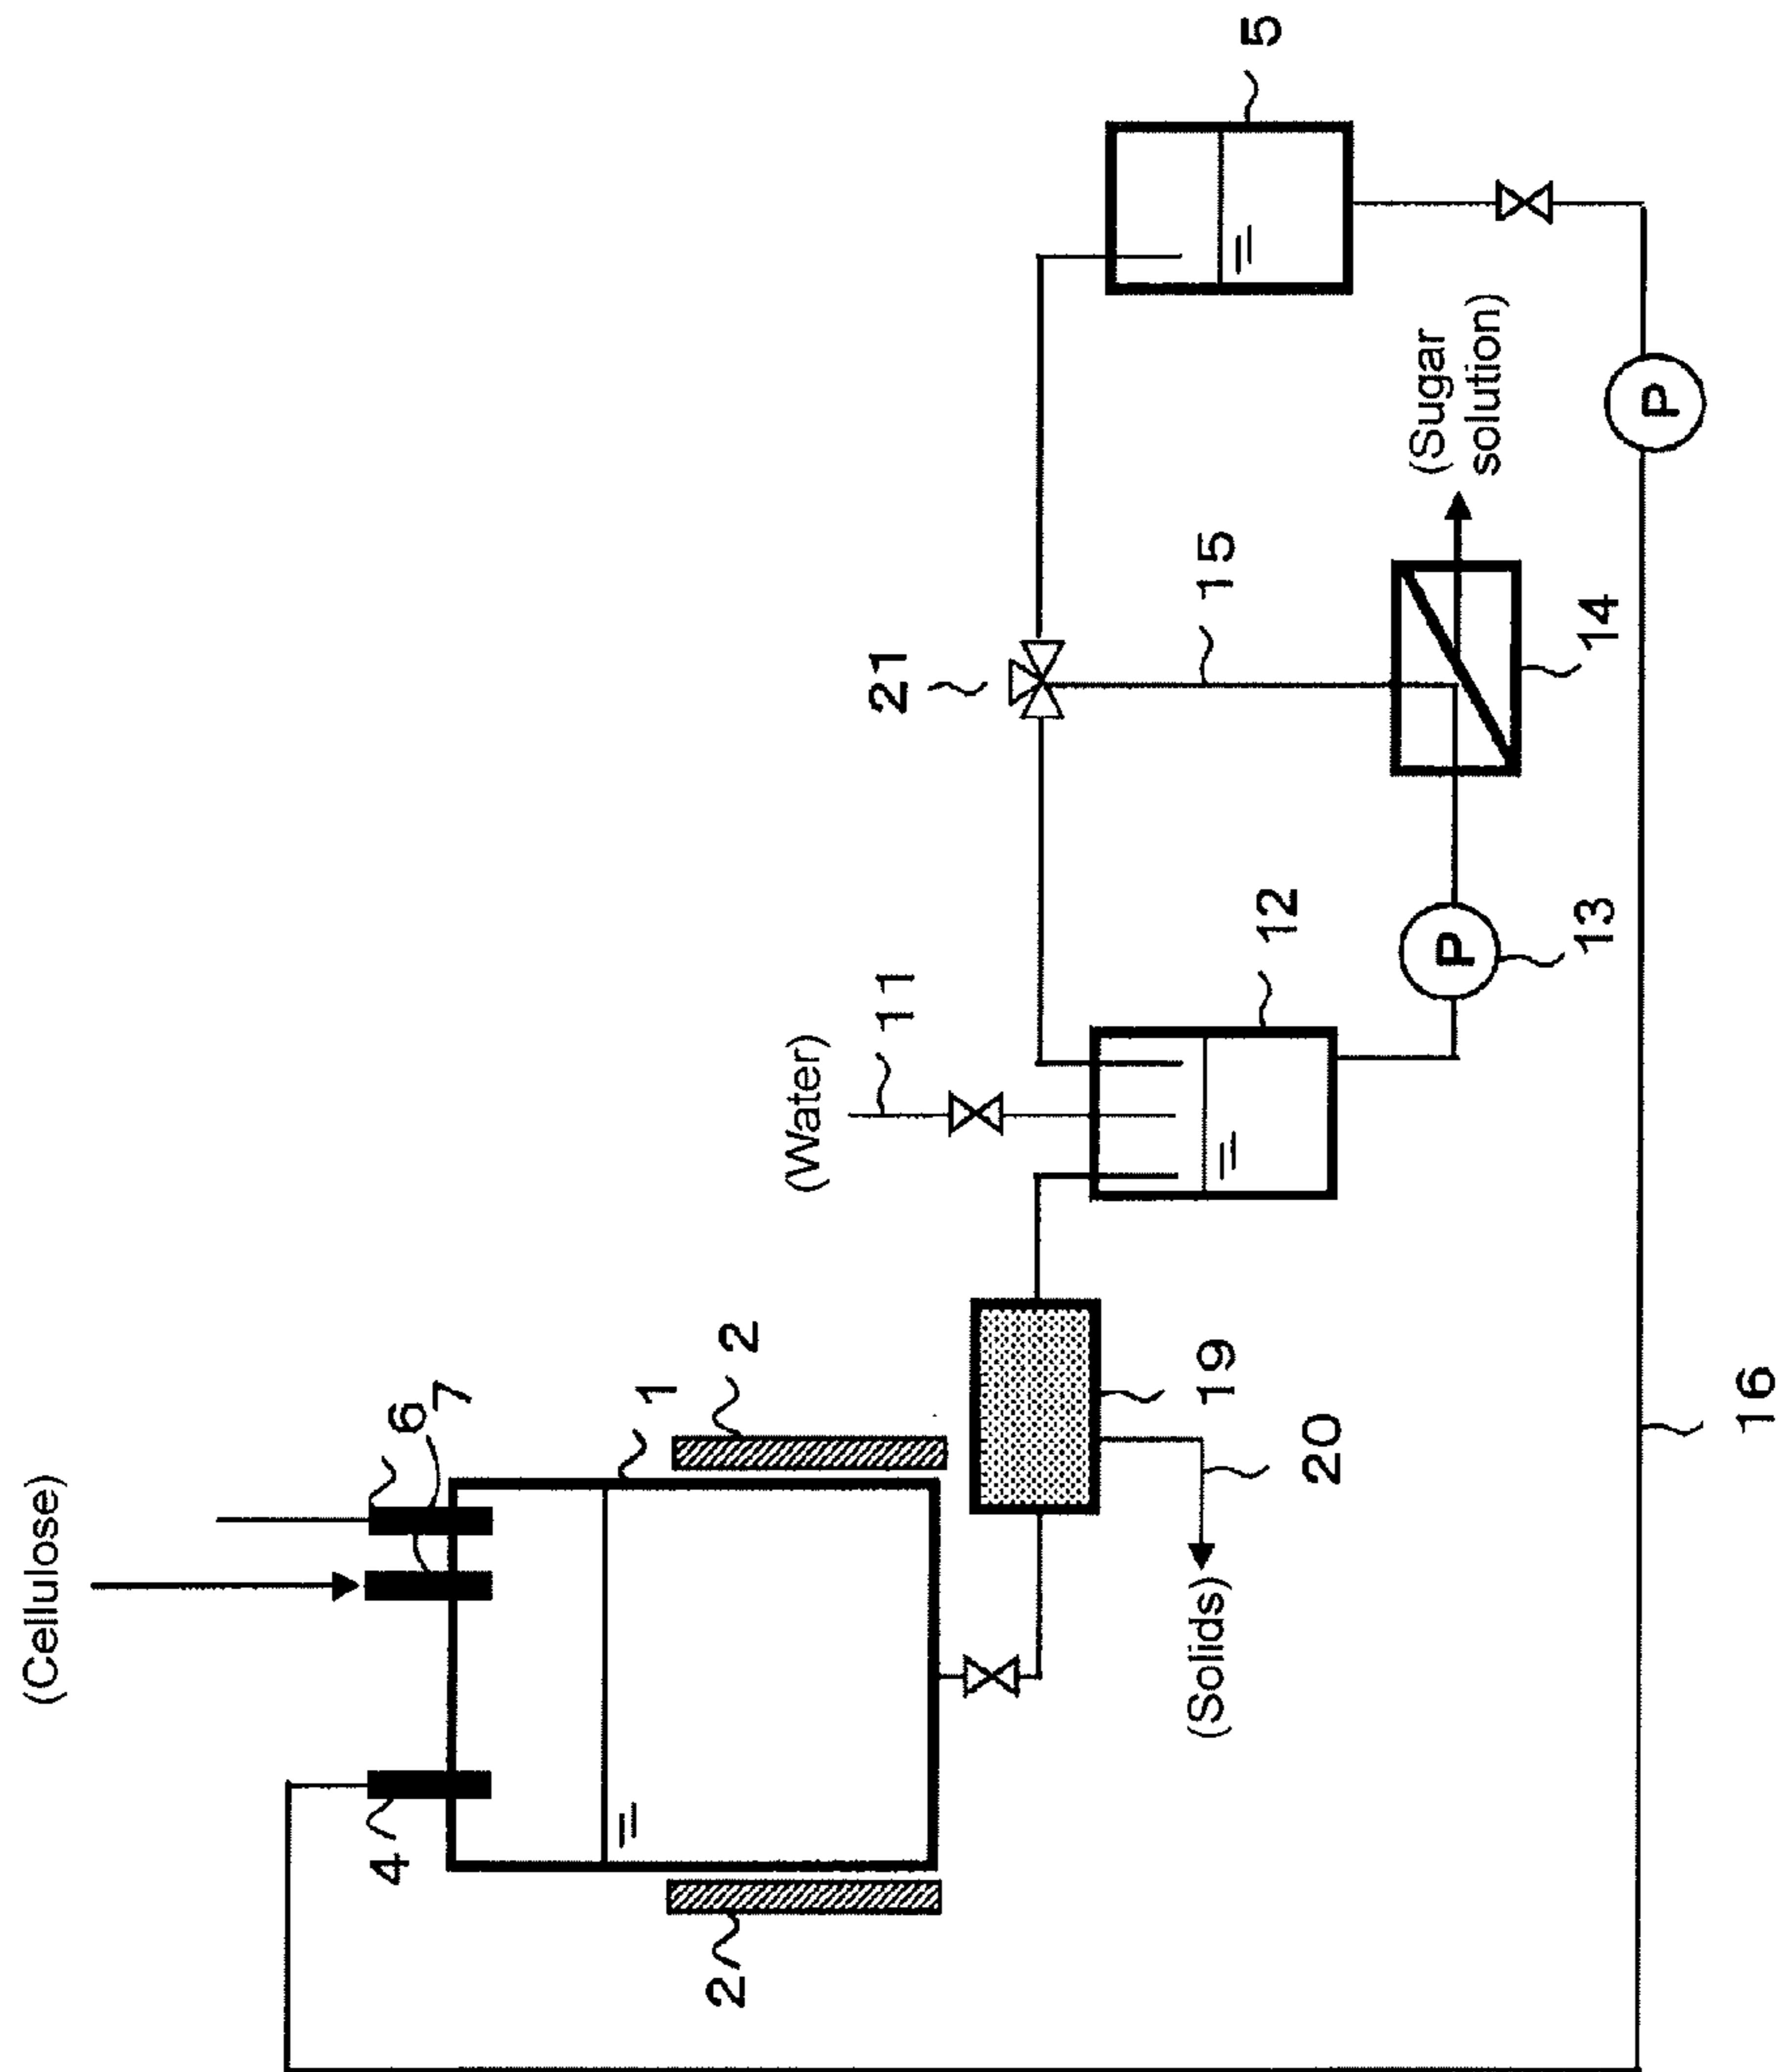 (Cellulose)
6
7
4
1
2
2
(Water)
11
21
5
12
15
19
20
(Solids)
13
14
(Sugar
solution)
P
P
16